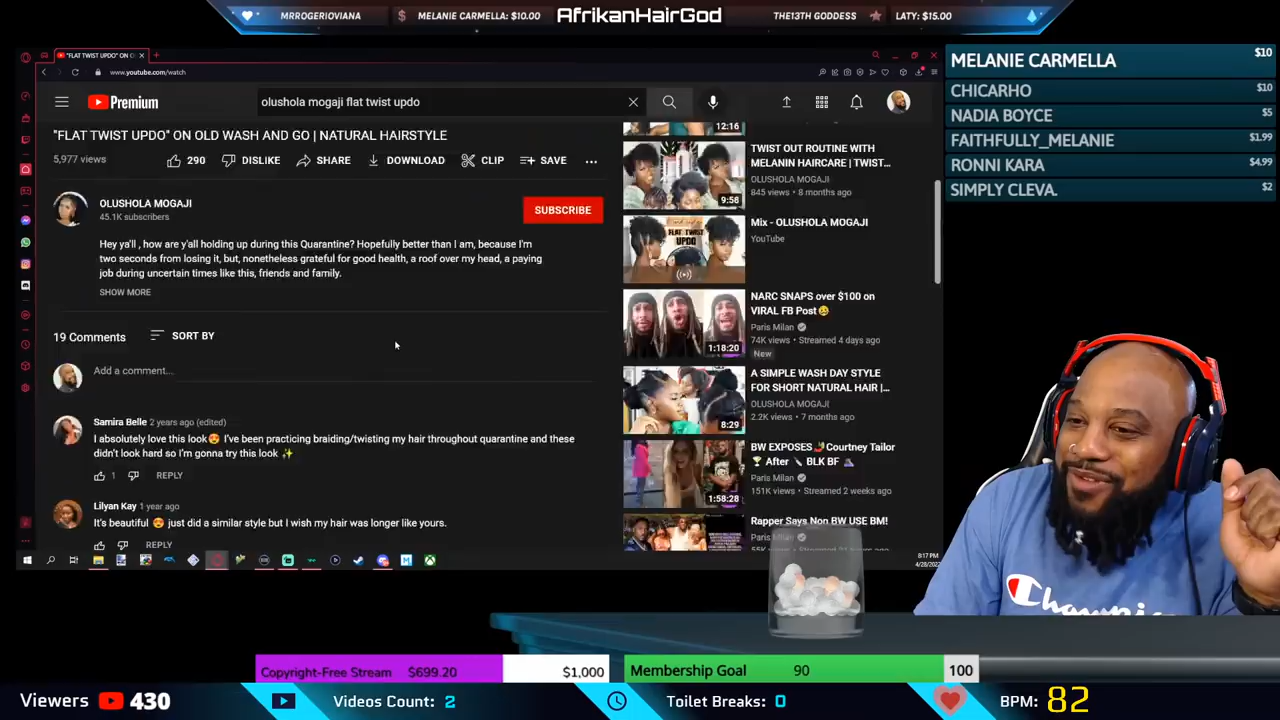 MRROGERIOVIANA
$ MELANIE CARMELLA: $10.00
AfrikanHairGod
THE13TH GODDESS
LATY: $15.00
"FLAT TWIST UPDO" ON O
www.youtube.com/watch
Premium
olushola mogaji flat twist updo
"FLAT TWIST UPDO" ON OLD WASH AND GO | NATURAL HAIRSTYLE
5,977 views
290
DISLIKE
SHARE
DOWNLOAD
CLIP
SAVE
OLUSHOLA MOGAJI
45.1K subscribers
SUBSCRIBE
Hey ya'll , how are y'all holding up during this Quarantine? Hopefully better than I am, because I'm
two seconds from losing it, but, nonetheless grateful for good health, a roof over my head, a paying
job during uncertain times like this, friends and family.
SHOW MORE
19 Comments
SORT BY
Add a comment...
Samira Belle 2 years ago (edited)
I absolutely love this look😍 I've been practicing braiding/twisting my hair throughout quarantine and these
didn't look hard so I'm gonna try this look ✨
1
REPLY
Lilyan Kay 1 year ago
It's beautiful 😍 just did a similar style but I wish my hair was longer like yours.
REPLY
12:16
TWIST OUT ROUTINE WITH
MELANIN HAIRCARE | TWIST...
OLUSHOLA MOGAJI
845 views • 8 months ago
9:58
Mix - OLUSHOLA MOGAJI
YouTube
FLAT TWIST
UPDO
NARC SNAPS over $100 on
VIRAL FB Post
Paris Milan
74K views • Streamed 4 days ago
New
1:18:20
A SIMPLE WASH DAY STYLE
FOR SHORT NATURAL HAIR |...
OLUSHOLA MOGAJI
2.2K views • 7 months ago
8:29
BW EXPOSES Courtney Tailor
After BLK BF
Paris Milan
151K views • Streamed 2 weeks ago
1:58:28
Rapper Says Non BW USE BM!
Paris Milan
8:17 PM
MELANIE CARMELLA $10
CHICARHO $10
NADIA BOYCE $5
FAITHFULLY_MELANIE $1.99
RONNI KARA $4.99
SIMPLY CLEVA. $2
Champion
Copyright-Free Stream $699.20 $1,000
Membership Goal 90 100
Viewers 430
Videos Count: 2
Toilet Breaks: 0
BPM: 82